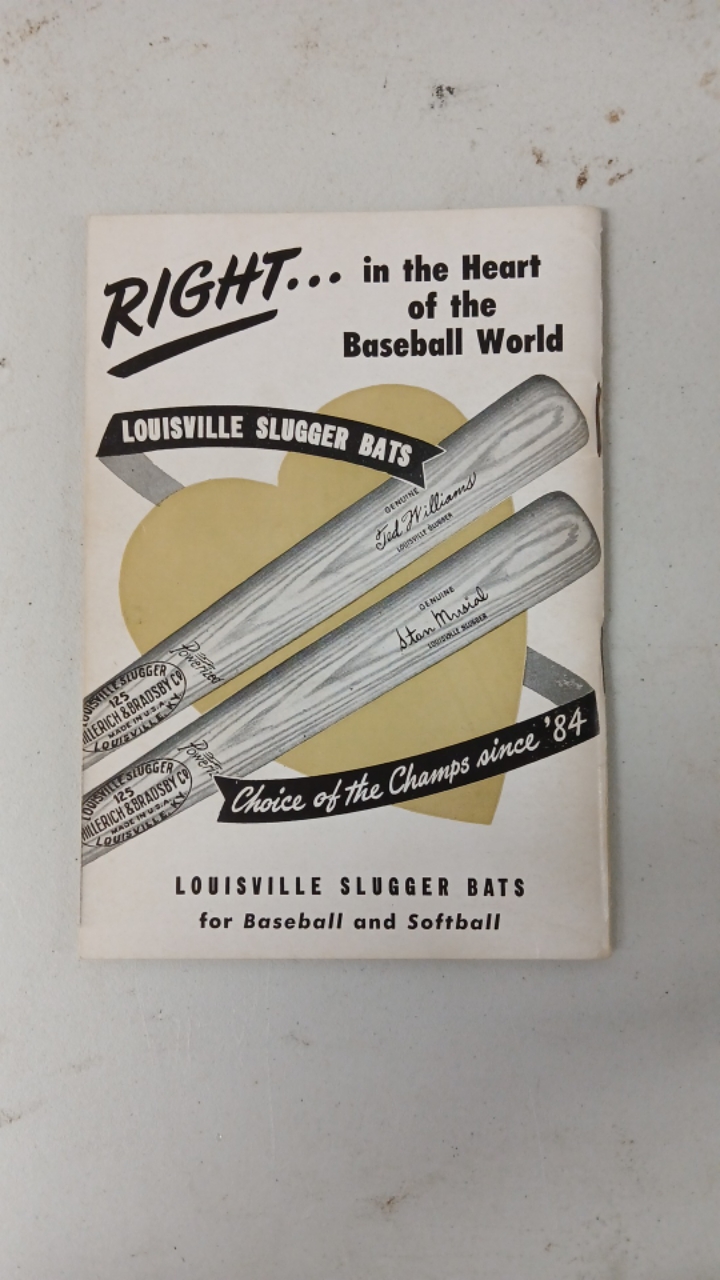 RIGHT... in the Heart
of the
Baseball World
LOUISVILLE SLUGGER BATS
GENUINE
Ted Williams
LOUISVILLE SLUGGER
GENUINE
Stan Musial
LOUISVILLE SLUGGER
Powerized
LOUISVILLE SLUGGER
125
HILLERICH & BRADSBY Co
MADE IN U.S.A.
LOUISVILLE, KY.
LOUISVILLE SLUGGER
125
HILLERICH & BRADSBY Co
MADE IN U.S.A.
LOUISVILLE, KY.
Choice of the Champs since '84
LOUISVILLE SLUGGER BATS
for Baseball and Softball